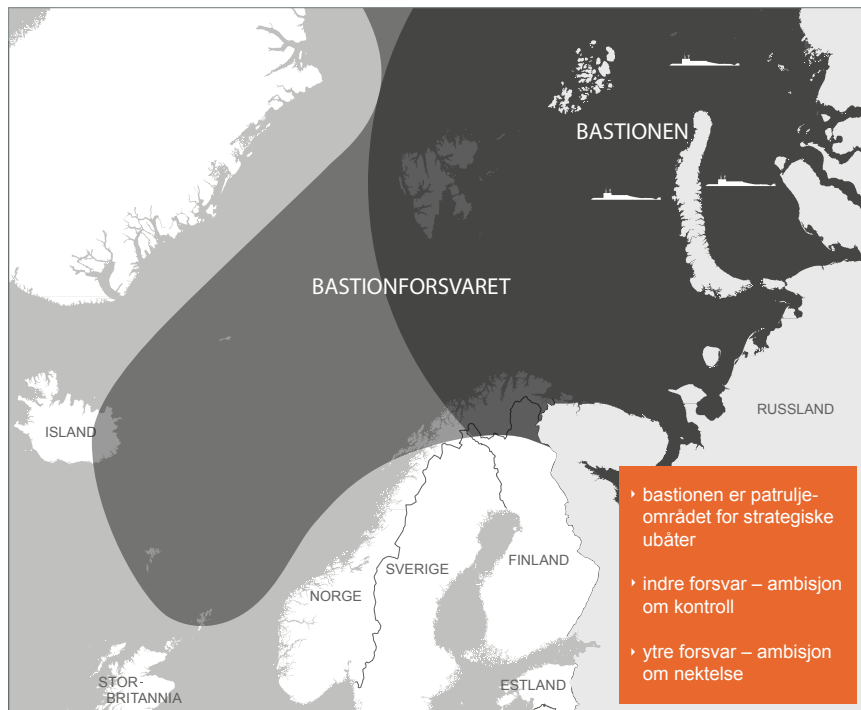 BASTIONEN
BASTIONFORSVARET
ISLAND
RUSSLAND
NORGE
SVERIGE
FINLAND
STOR-
BRITANNIA
ESTLAND
‣ bastionen er patrulje-
området for strategiske
ubåter
‣ indre forsvar – ambisjon
om kontroll
‣ ytre forsvar – ambisjon
om nektelse